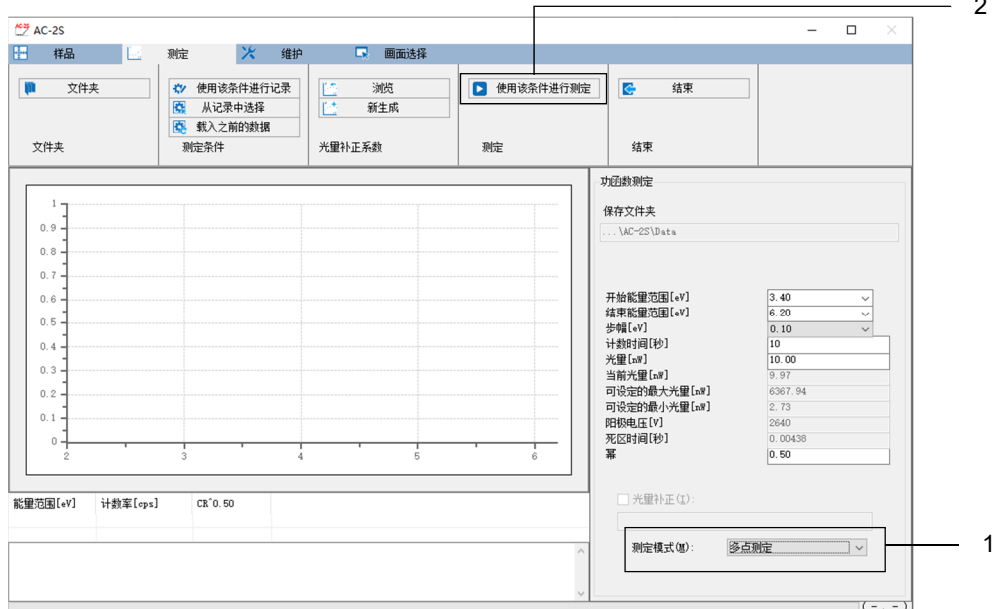 2
AC-2S AC-2S
样品 测定 维护 画面选择
文件夹 使用该条件进行记录 浏览 使用该条件进行测定 结束
从记录中选择 新生成
载入之前的数据
文件夹 测定条件 光量补正系数 测定 结束
功函数测定
保存文件夹
...\AC-2S\Data
1
0.9
0.8
0.7
0.6
0.5
0.4
0.3
0.2
0.1
0
2 3 4 5 6
开始能量范围[eV] 3.40
结束能量范围[eV] 6.20
步幅[eV] 0.10
计数时间[秒] 10
光量[nW] 10.00
当前光量[nW] 9.97
可设定的最大光量[nW] 6367.94
可设定的最小光量[nW] 2.73
阳极电压[V] 2640
死区时间[秒] 0.00438
幂 0.50
能量范围[eV] 计数率[cps] CR^0.50
光量补正(I):
测定模式(M): 多点测定
1
(-.-)